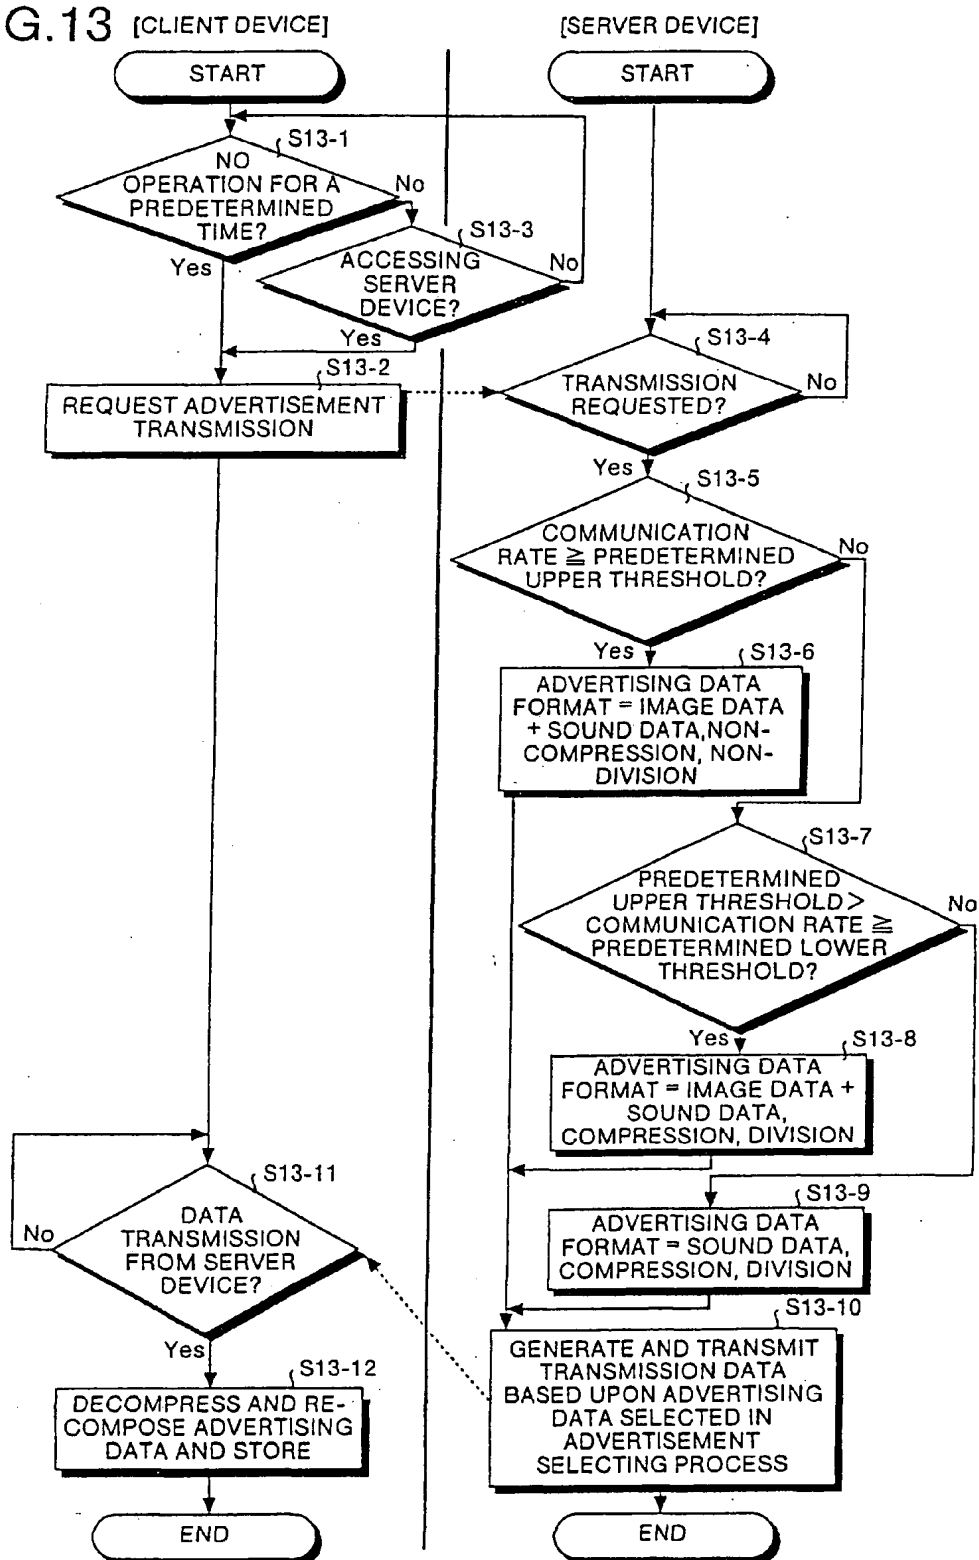 G.13 [CLIENT DEVICE]
[SERVER DEVICE]
START
START
S13-1
NO
OPERATION FOR A
PREDETERMINED
TIME?
No
Yes
S13-3
ACCESSING
SERVER
DEVICE?
No
Yes
S13-2
REQUEST ADVERTISEMENT
TRANSMISSION
S13-4
TRANSMISSION
REQUESTED?
No
Yes
S13-5
COMMUNICATION
RATE ≧ PREDETERMINED
UPPER THRESHOLD?
No
Yes
S13-6
ADVERTISING DATA
FORMAT = IMAGE DATA
+ SOUND DATA,NON-
COMPRESSION, NON-
DIVISION
S13-7
PREDETERMINED
UPPER THRESHOLD>
COMMUNICATION RATE ≧
PREDETERMINED LOWER
THRESHOLD?
No
Yes
S13-8
ADVERTISING DATA
FORMAT = IMAGE DATA +
SOUND DATA,
COMPRESSION, DIVISION
S13-9
ADVERTISING DATA
FORMAT = SOUND DATA,
COMPRESSION, DIVISION
S13-10
GENERATE AND TRANSMIT
TRANSMISSION DATA
BASED UPON ADVERTISING
DATA SELECTED IN
ADVERTISEMENT
SELECTING PROCESS
S13-11
DATA
TRANSMISSION
FROM SERVER
DEVICE?
No
Yes
S13-12
DECOMPRESS AND RE-
COMPOSE ADVERTISING
DATA AND STORE
END
END